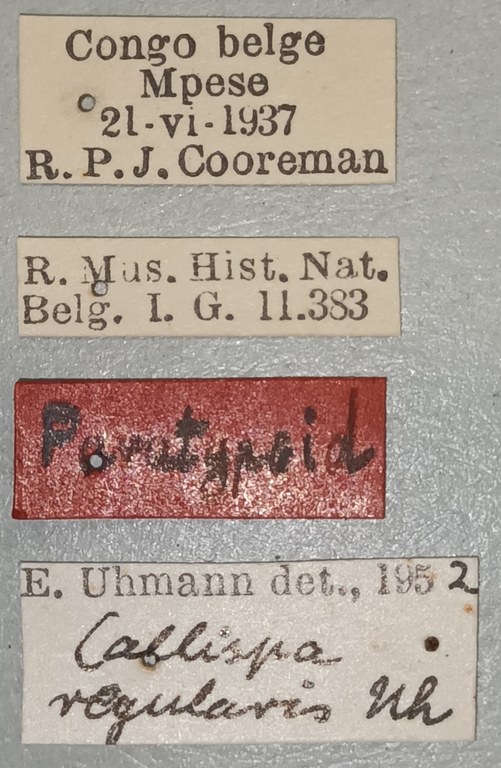 Congo belge
Mpese
21-vi-1937
R. P. J. Cooreman
R. Mus. Hist. Nat.
Belg. I. G. 11.383
Paratypoid
E. Uhmann det., 1952
Callispa
regularis Uh